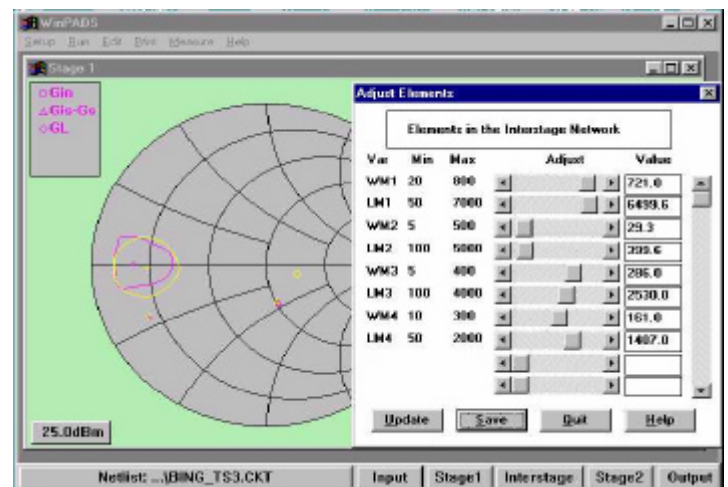 WinPADS
Setup Run Edit Print Measure Help
Stage 1
Gin
Gis-Go
GL
Adjust Elements
Elements in the Interstage Network
Var Min Max Adjust Value
WM1 20 800 721.0
LM1 50 7000 6499.6
WM2 5 500 29.3
LM2 100 5000 399.6
WM3 5 400 286.0
LM3 100 4000 2530.0
WM4 10 300 161.0
LM4 50 2000 1407.0
Update Save Quit Help
25.0dBm
Netlist: ...\BING_TS3.CKT Input Stage1 Interstage Stage2 Output